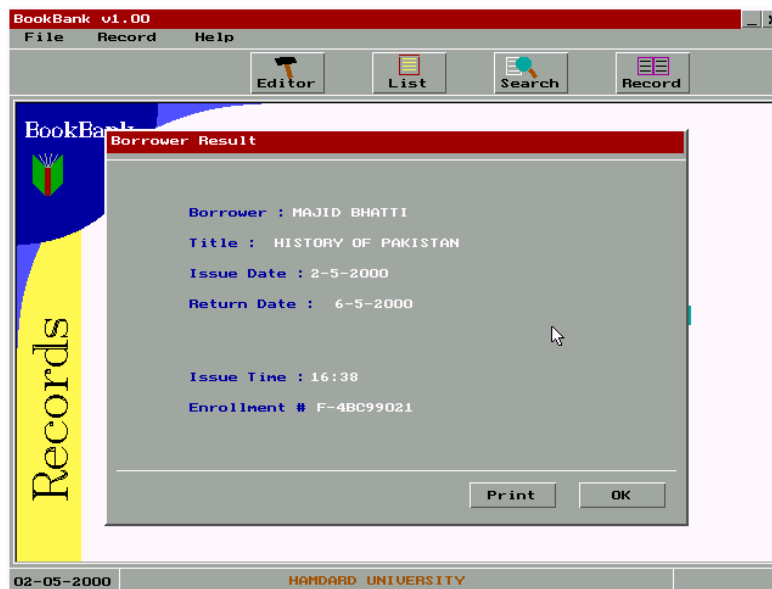 BookBank v1.00
File Record Help
Editor List Search Record
BookBank
Borrower Result
Borrower : MAJID BHATTI
Title : HISTORY OF PAKISTAN
Issue Date : 2-5-2000
Return Date : 6-5-2000
Issue Time : 16:38
Enrollment # F-4BC99021
Records
Print OK
02-05-2000 HAMDARD UNIVERSITY